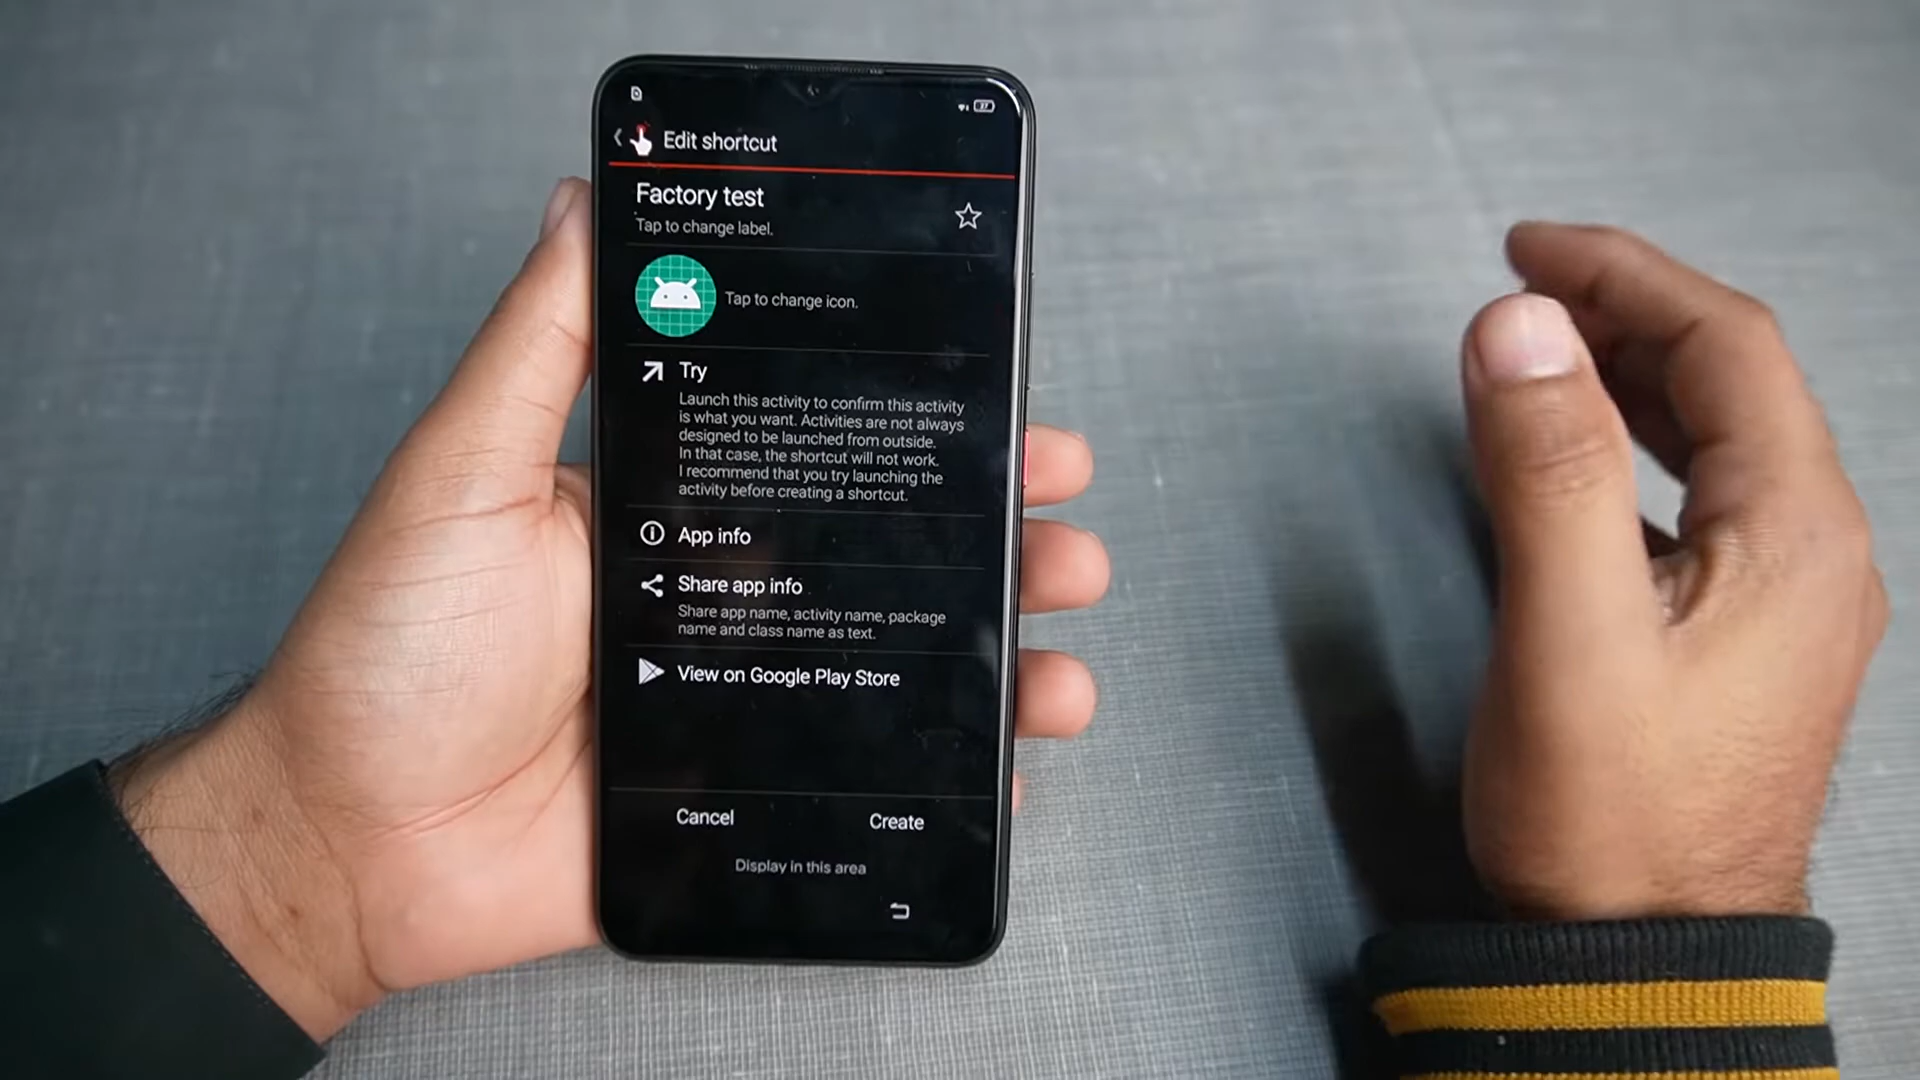 37
Edit shortcut
Factory test
Tap to change label.
Tap to change icon.
Try
Launch this activity to confirm this activity
is what you want. Activities are not always
designed to be launched from outside.
In that case, the shortcut will not work.
I recommend that you try launching the
activity before creating a shortcut.
App info
Share app info
Share app name, activity name, package
name and class name as text.
View on Google Play Store
Cancel
Create
Display in this area